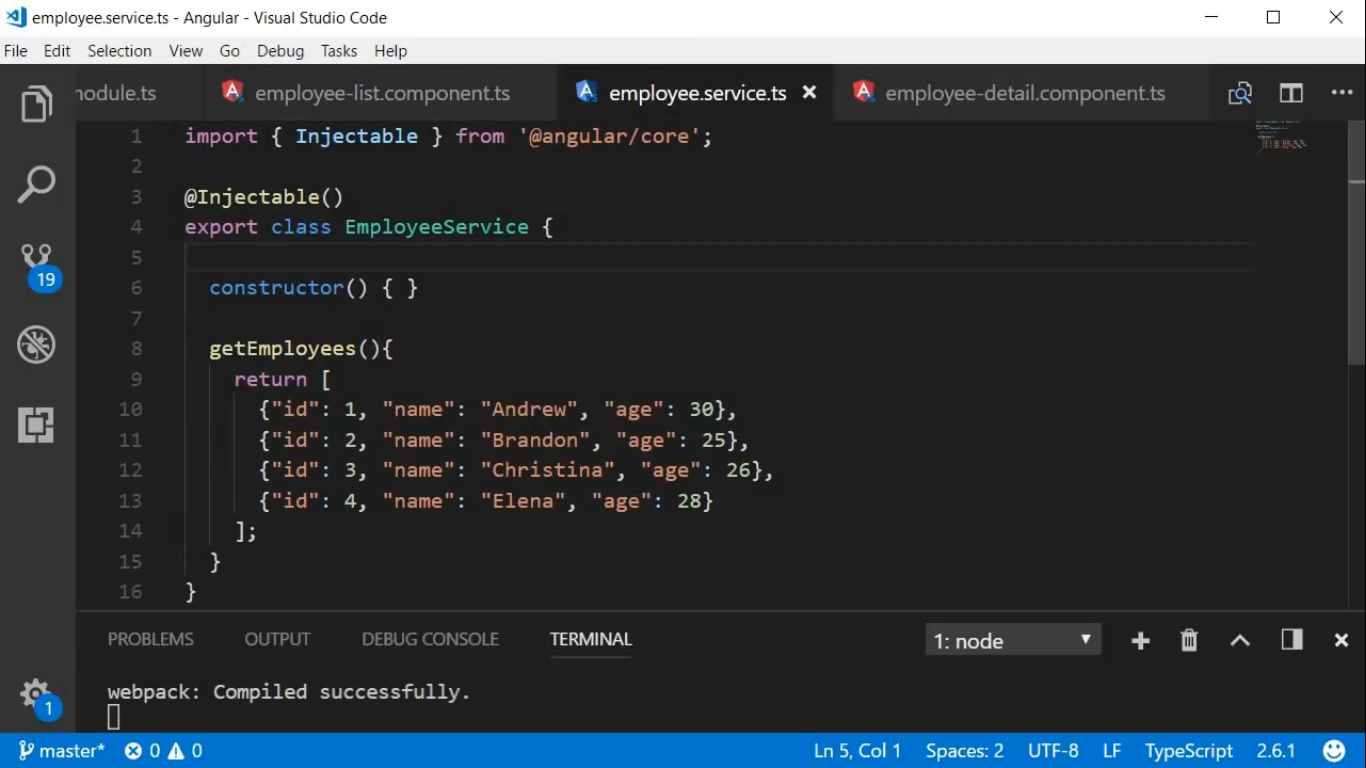 employee.service.ts - Angular - Visual Studio Code
File Edit Selection View Go Debug Tasks Help
module.ts employee-list.component.ts employee.service.ts employee-detail.component.ts
1 import { Injectable } from '@angular/core';
2
3 @Injectable()
4 export class EmployeeService {
5
6 constructor() { }
7
8 getEmployees(){
9 return [
10 {"id": 1, "name": "Andrew", "age": 30},
11 {"id": 2, "name": "Brandon", "age": 25},
12 {"id": 3, "name": "Christina", "age": 26},
13 {"id": 4, "name": "Elena", "age": 28}
14 ];
15 }
16 }
19
PROBLEMS OUTPUT DEBUG CONSOLE TERMINAL 1: node
webpack: Compiled successfully.
1
master* 0 0 Ln 5, Col 1 Spaces: 2 UTF-8 LF TypeScript 2.6.1